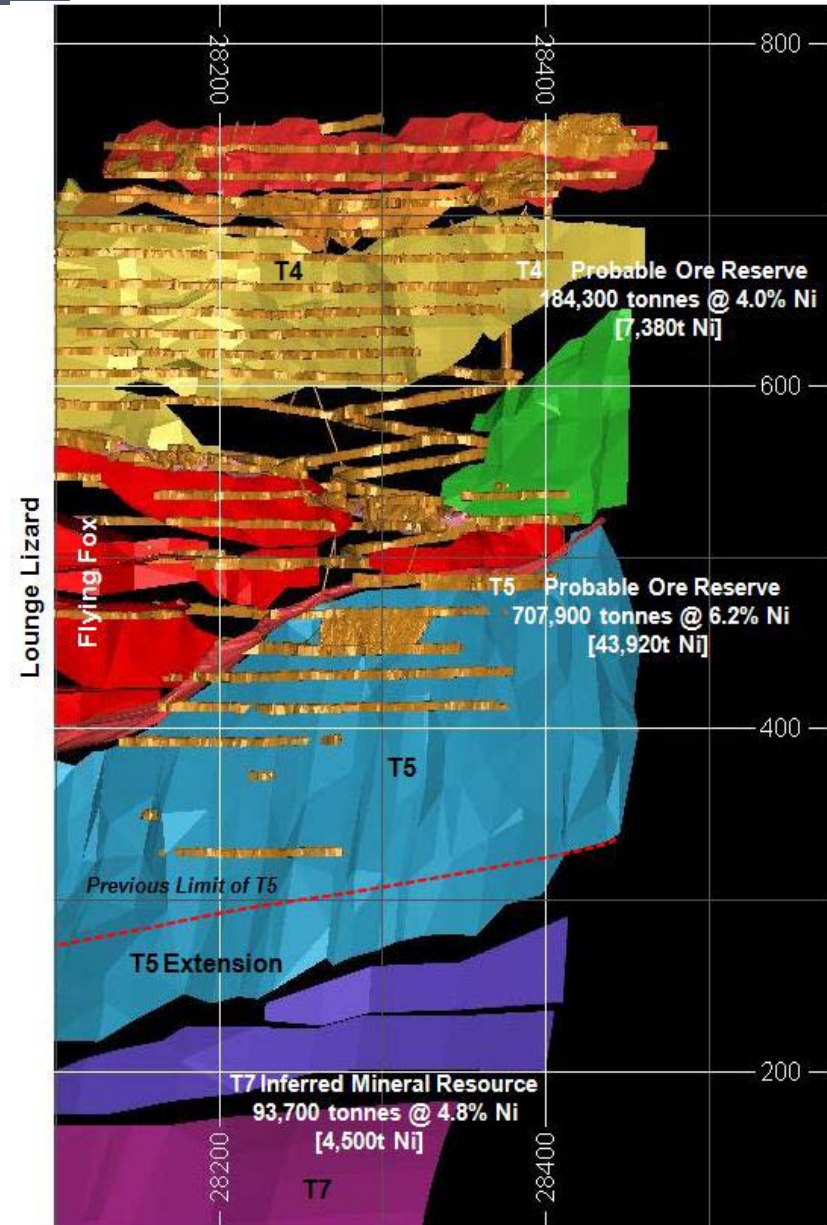 28200
28400
800
T4
T4 Probable Ore Reserve
184,300 tonnes @ 4.0% Ni
[7,380t Ni]
600
Lounge Lizard
Flying Fox
T5 Probable Ore Reserve
707,900 tonnes @ 6.2% Ni
[43,920t Ni]
400
T5
Previous Limit of T5
T5 Extension
200
T7 Inferred Mineral Resource
93,700 tonnes @ 4.8% Ni
[4,500t Ni]
28200
28400
T7